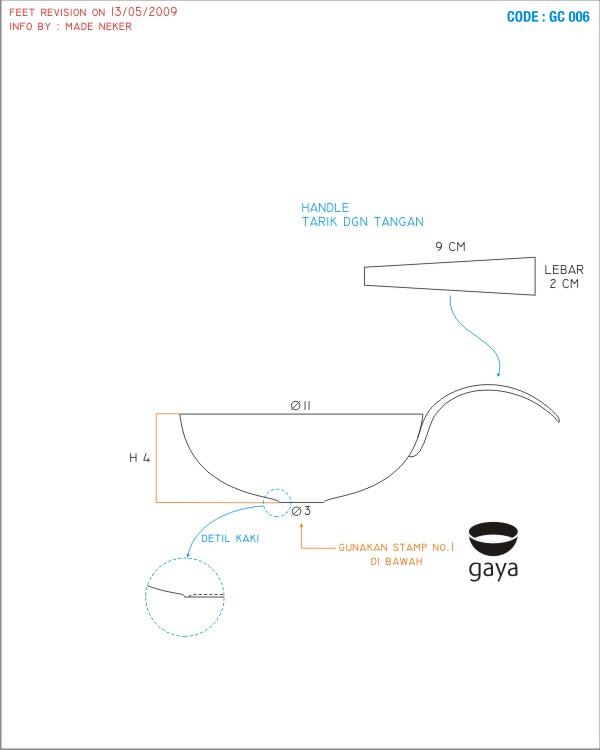 FEET REVISION ON 13/05/2009
INFO BY : MADE NEKER
CODE : GC 006
HANDLE
TARIK DGN TANGAN
9 CM
LEBAR
2 CM
Ø11
H 4
Ø3
DETIL KAKI
GUNAKAN STAMP NO.1
DI BAWAH
gaya